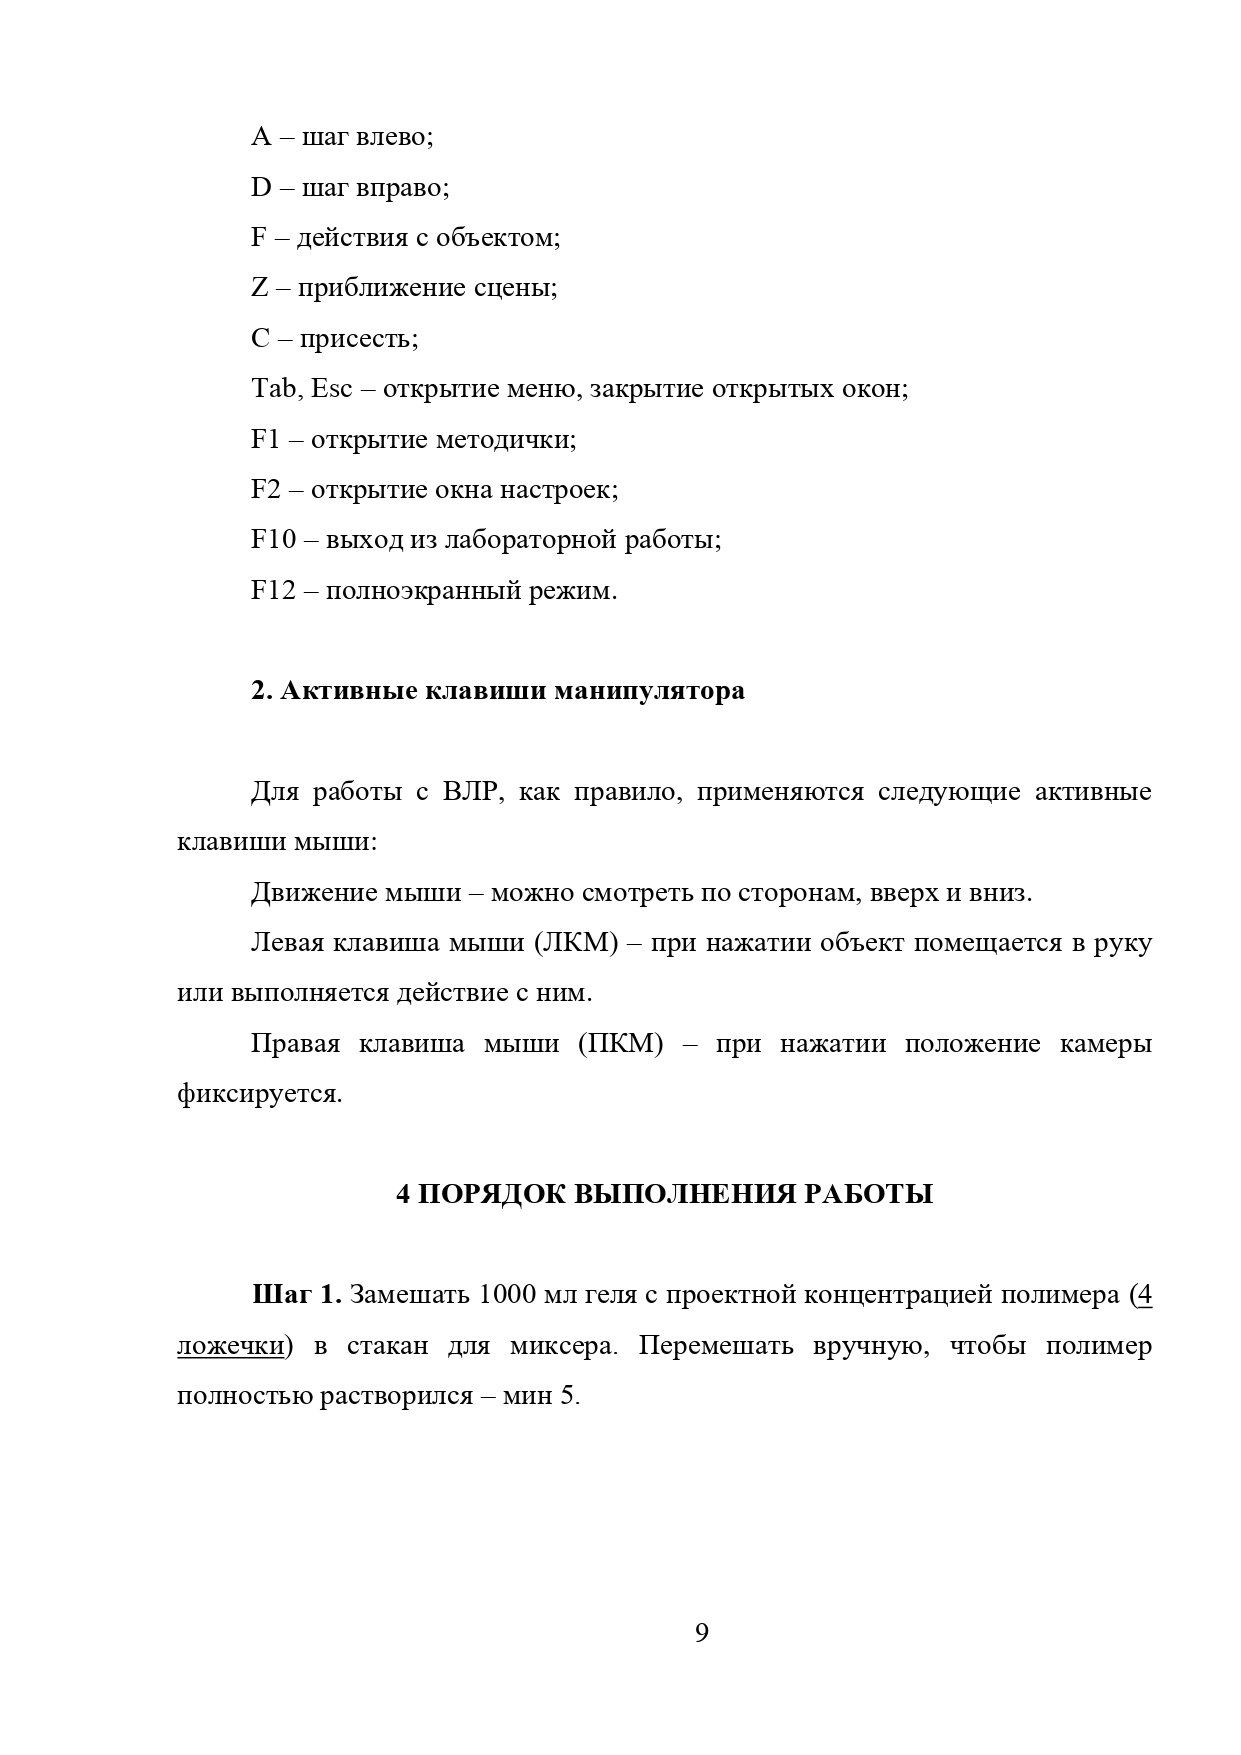 A – шаг влево;
D – шаг вправо;
F – действия с объектом;
Z – приближение сцены;
C – присесть;
Tab, Esc – открытие меню, закрытие открытых окон;
F1 – открытие методички;
F2 – открытие окна настроек;
F10 – выход из лабораторной работы;
F12 – полноэкранный режим.
2. Активные клавиши манипулятора
Для работы с ВЛР, как правило, применяются следующие активные
клавиши мыши:
Движение мыши – можно смотреть по сторонам, вверх и вниз.
Левая клавиша мыши (ЛКМ) – при нажатии объект помещается в руку
или выполняется действие с ним.
Правая клавиша мыши (ПКМ) – при нажатии положение камеры
фиксируется.
4 ПОРЯДОК ВЫПОЛНЕНИЯ РАБОТЫ
Шаг 1. Замешать 1000 мл геля с проектной концентрацией полимера (4
ложечки) в стакан для миксера. Перемешать вручную, чтобы полимер
полностью растворился – мин 5.
9